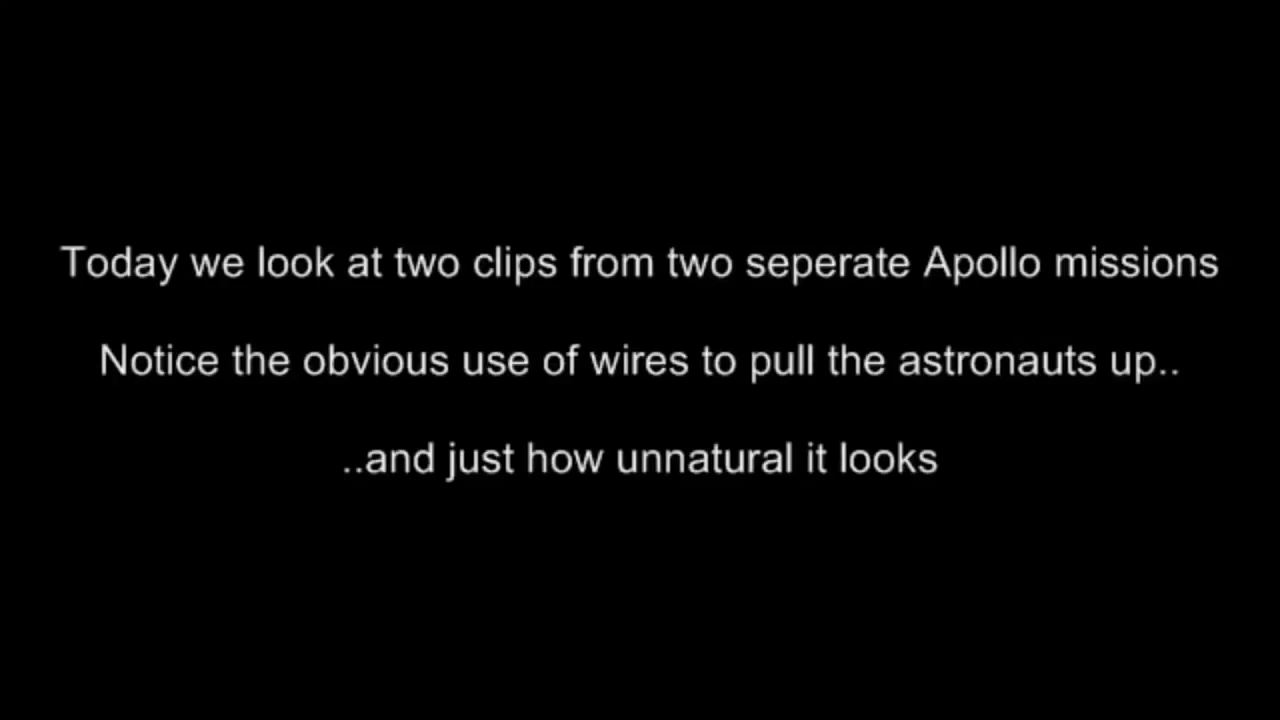 Today we look at two clips from two seperate Apollo missions
Notice the obvious use of wires to pull the astronauts up..
..and just how unnatural it looks